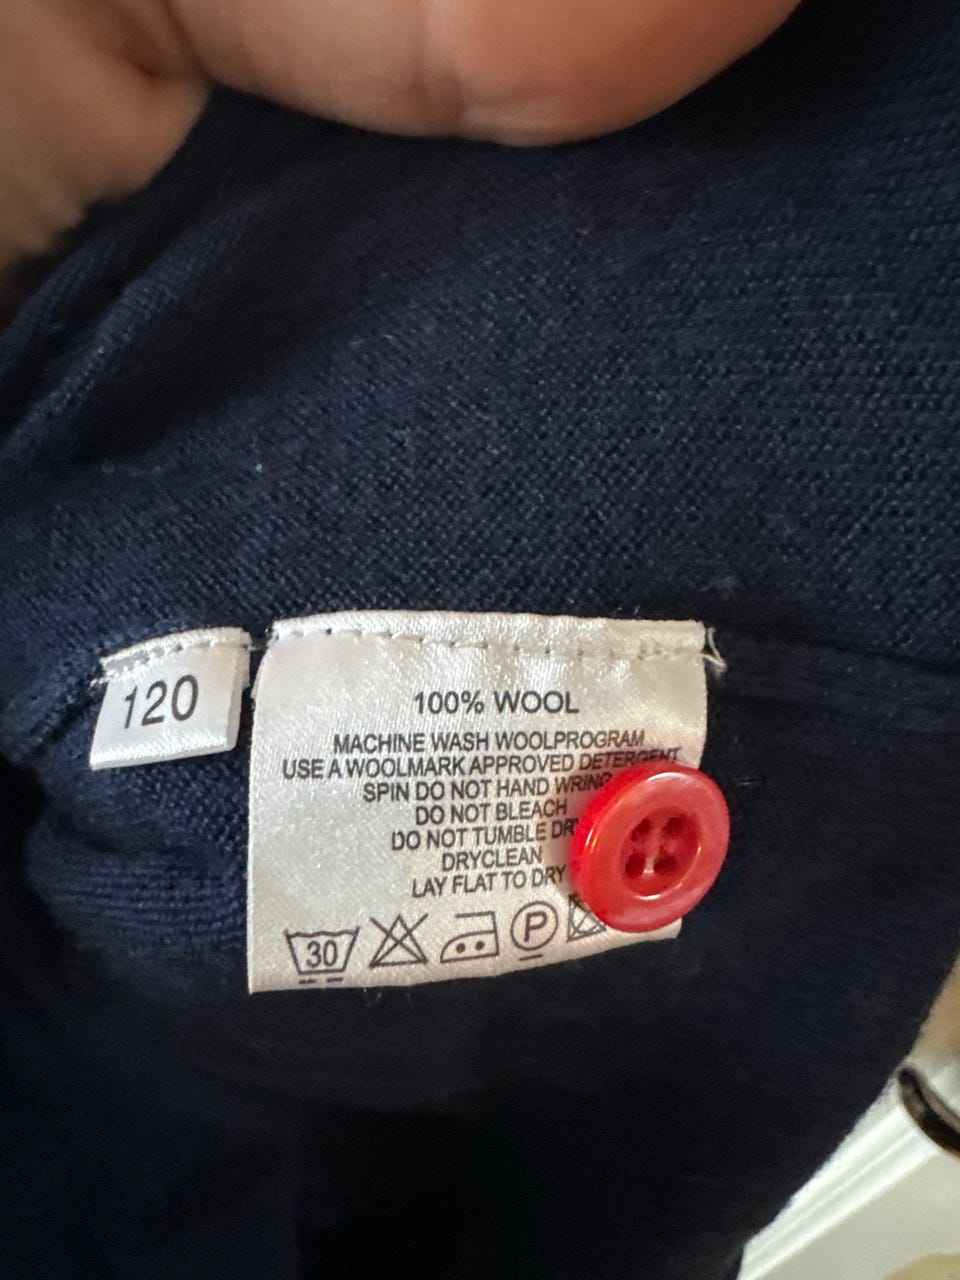 120
100% WOOL
MACHINE WASH WOOLPROGRAM
USE A WOOLMARK APPROVED DETERGENT
SPIN DO NOT HAND WRING
DO NOT BLEACH
DO NOT TUMBLE DRY
DRYCLEAN
LAY FLAT TO DRY
30 P